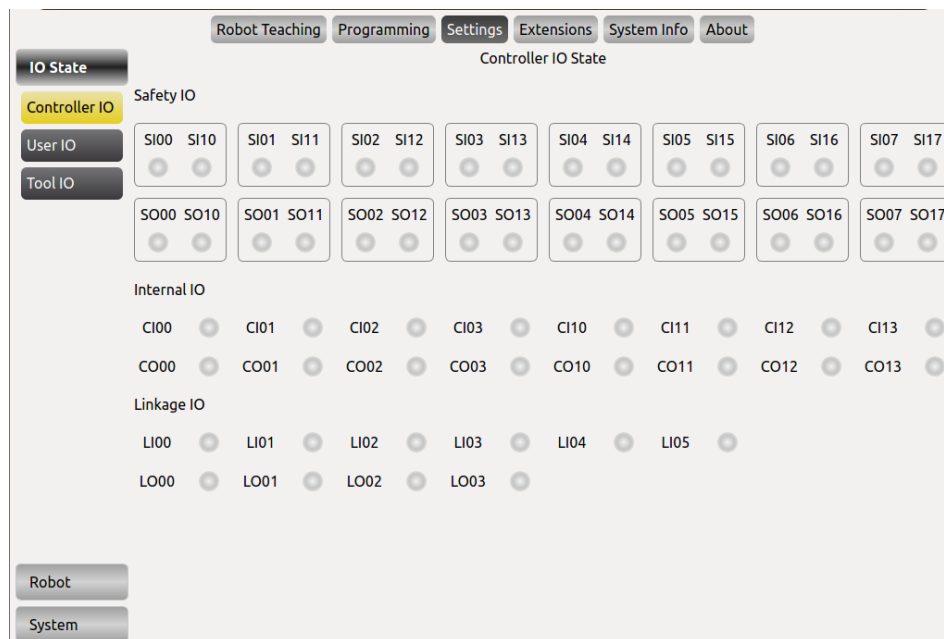 Robot Teaching Programming Settings Extensions System Info About
Controller IO State
IO State
Controller IO
User IO
Tool IO
Safety IO
SI00 SI10 SI01 SI11 SI02 SI12 SI03 SI13 SI04 SI14 SI05 SI15 SI06 SI16 SI07 SI17
SO00 SO10 SO01 SO11 SO02 SO12 SO03 SO13 SO04 SO14 SO05 SO15 SO06 SO16 SO07 SO17
Internal IO
CI00 CI01 CI02 CI03 CI10 CI11 CI12 CI13
CO00 CO01 CO02 CO03 CO10 CO11 CO12 CO13
Linkage IO
LI00 LI01 LI02 LI03 LI04 LI05
LO00 LO01 LO02 LO03
Robot
System